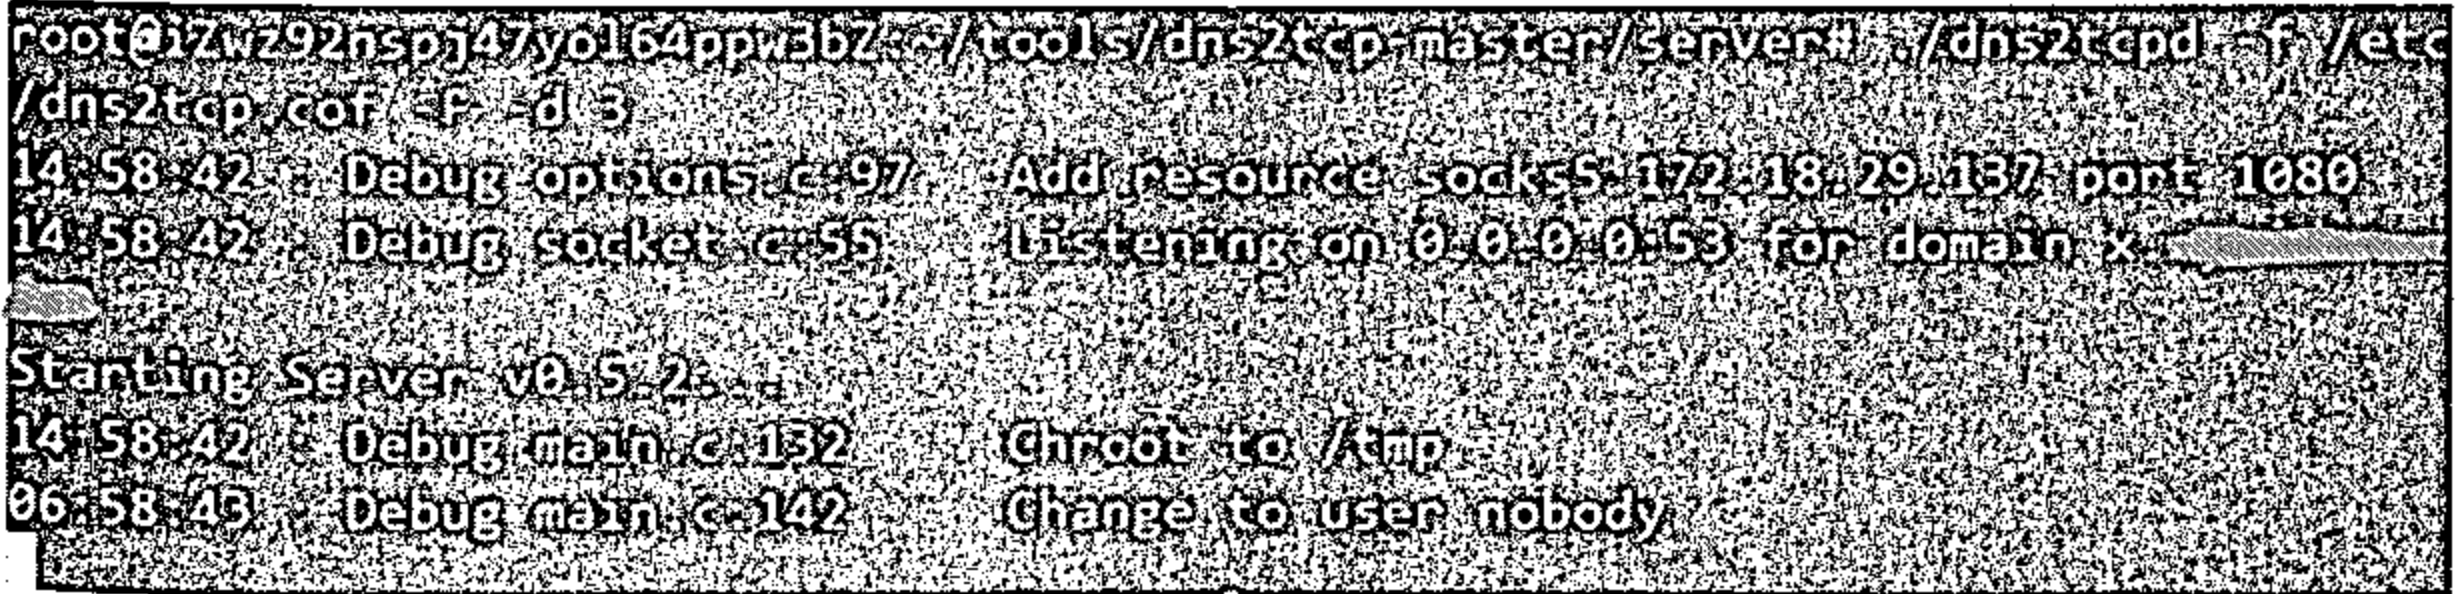 root@iZwz92nspj47yol64ppw3bZ:~/tools/dns2tcp-master/server# ./dns2tcpd -f /etc
/dns2tcp.cof -F -d 3
14:58:42 : Debug options.c:97 Add resource socks5:172.18.29.137 port 1080
14:58:42 : Debug socket.c:55 Listening on 0.0.0.0:53 for domain x.
Starting Server v0.5.2...
14:58:42 : Debug main.c:132 Chroot to /tmp
06:58:43 : Debug main.c:142 Change to user nobody